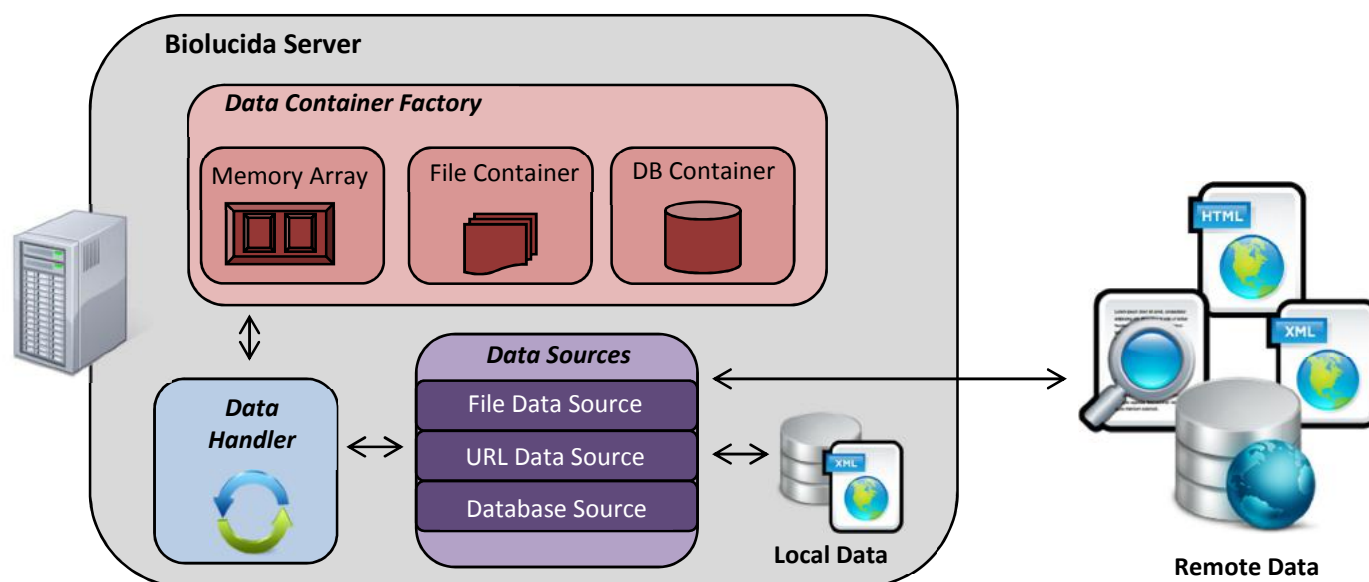 Biolucida Server
Data Container Factory
Memory Array
File Container
DB Container
HTML
XML
Data Sources
File Data Source
URL Data Source
Database Source
Data
Handler
XML
Local Data
Remote Data